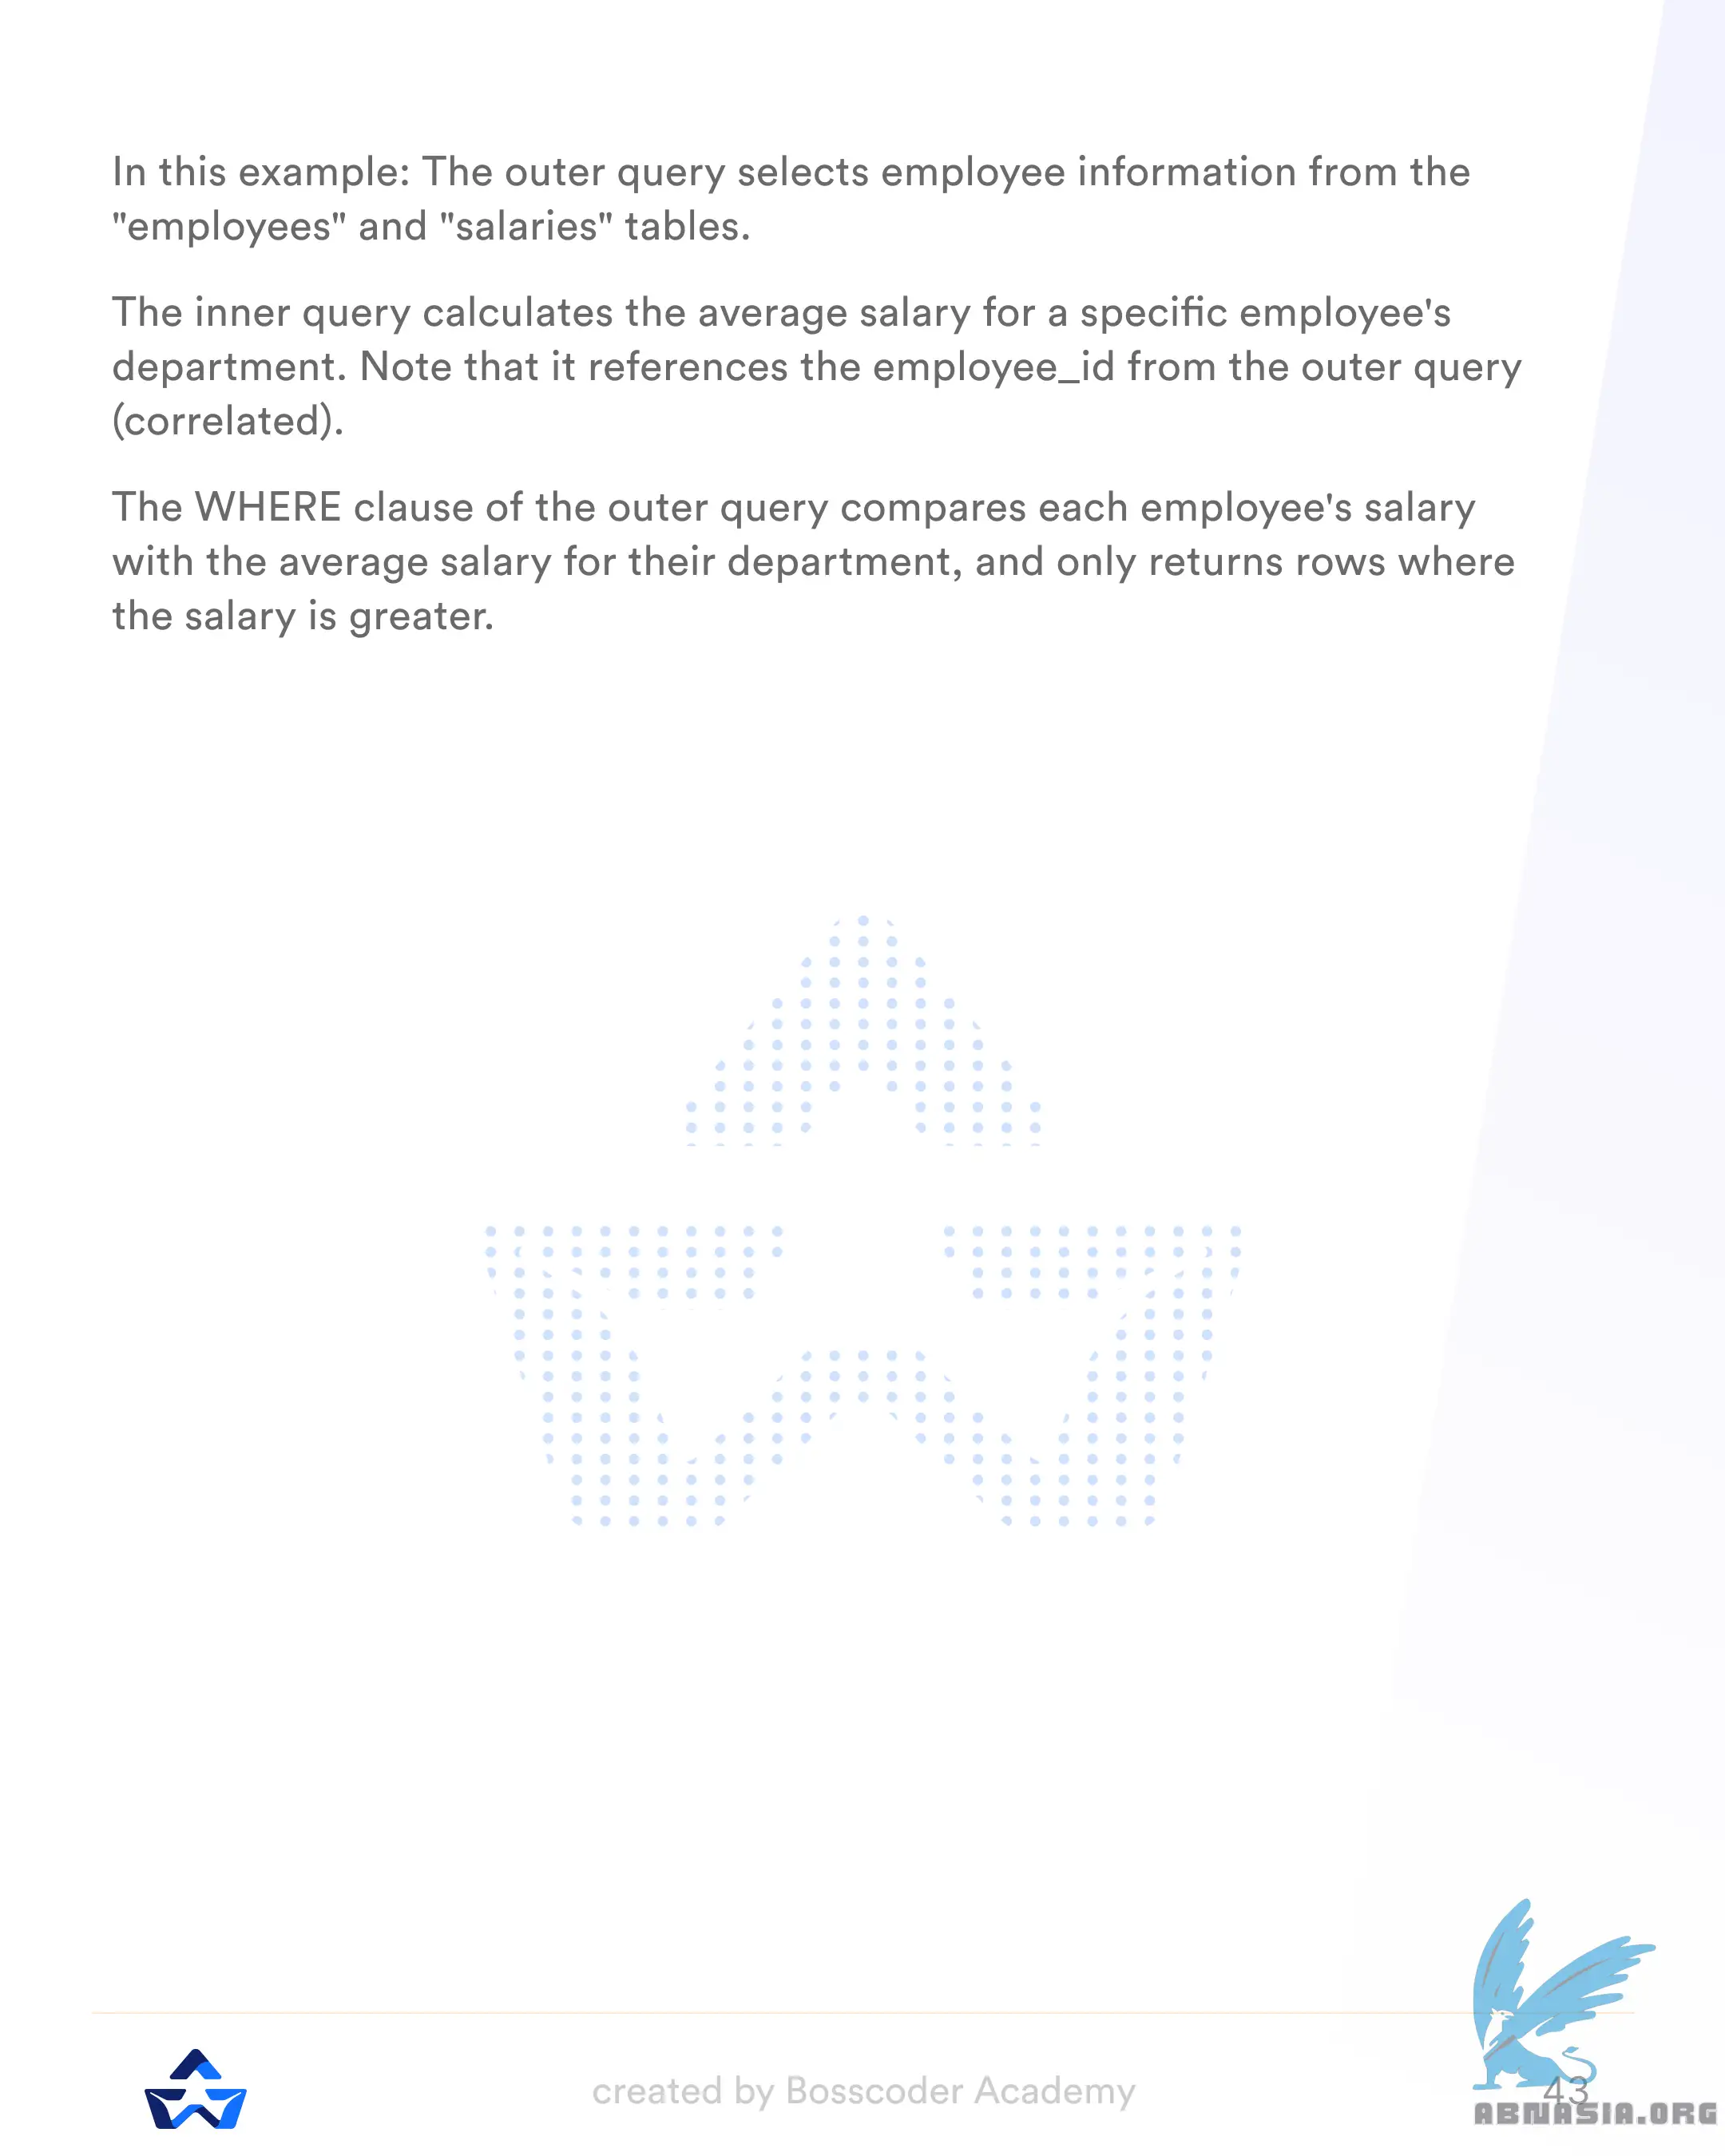 In this example: The outer query selects employee information from the
"employees" and "salaries" tables.
The inner query calculates the average salary for a specific employee's
department. Note that it references the employee_id from the outer query
(correlated).
The WHERE clause of the outer query compares each employee's salary
with the average salary for their department, and only returns rows where
the salary is greater.
created by Bosscoder Academy
43
ABNASIA.ORG